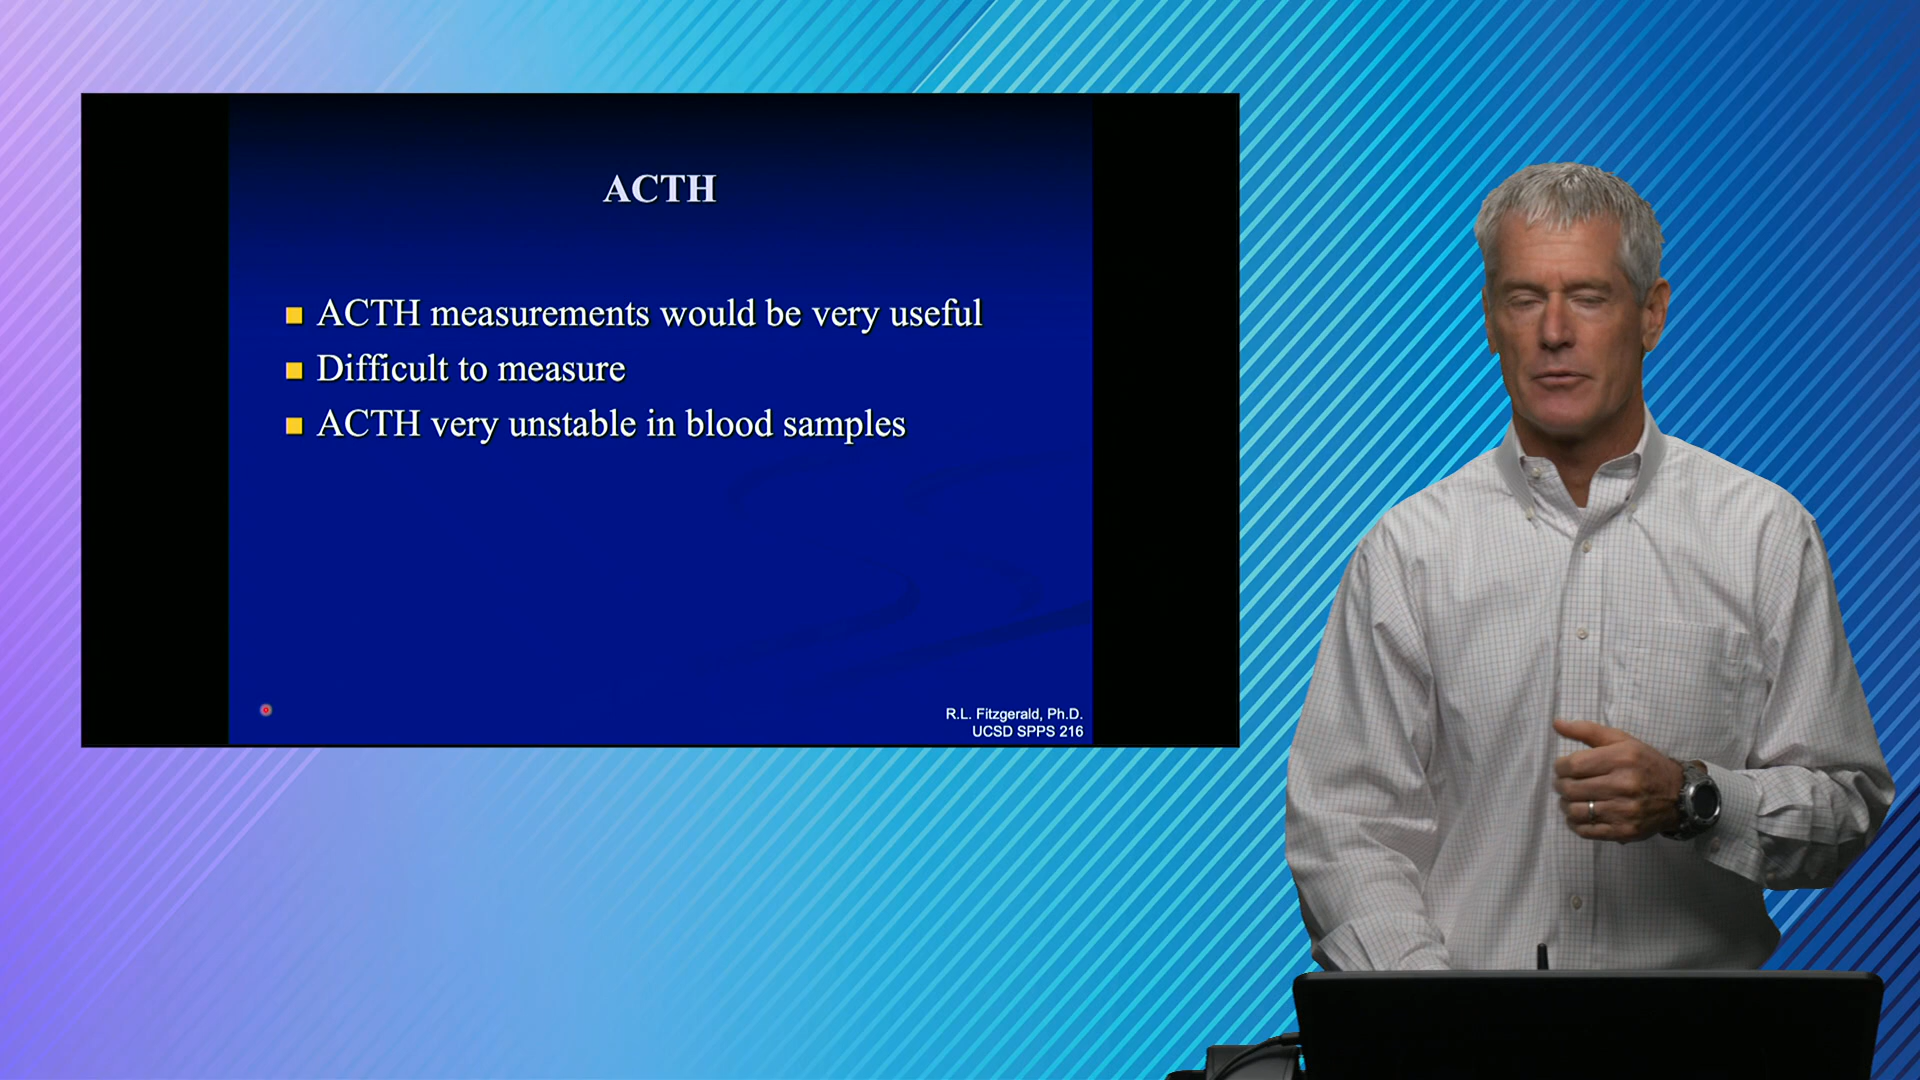 ACTH
ACTH measurements would be very useful
Difficult to measure
ACTH very unstable in blood samples
R.L. Fitzgerald, Ph.D.
UCSD SPPS 216